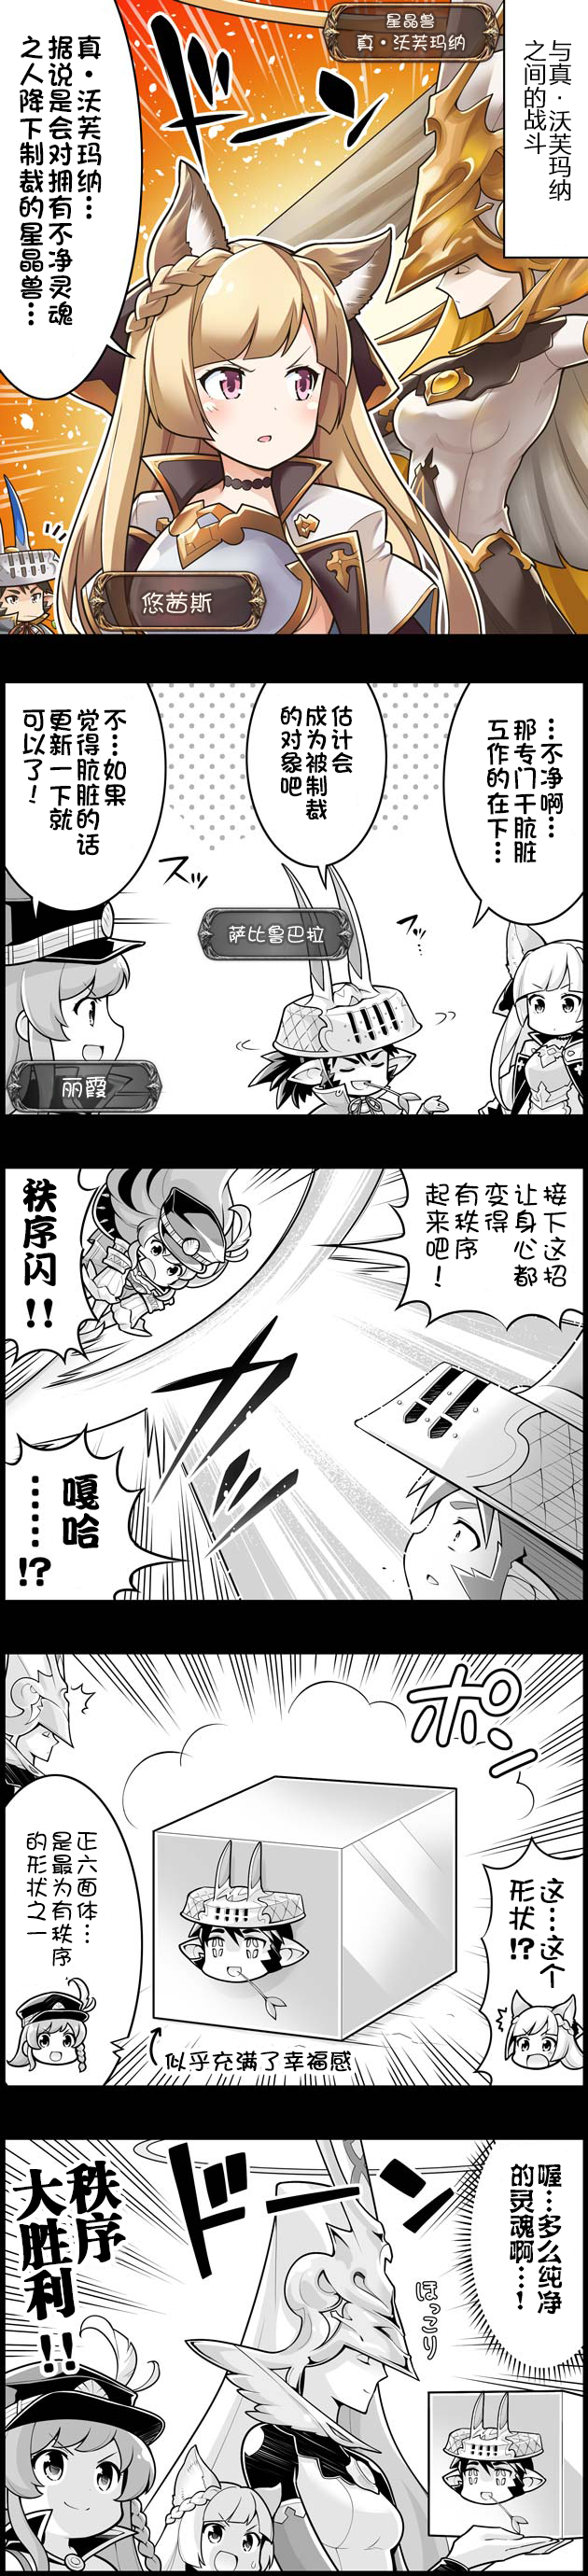 与真·沃芙玛纳
之间的战斗
星晶兽
真·沃芙玛纳
ドーン
真·沃芙玛纳…
据说是会对拥有不净灵魂
之人降下制裁的星晶兽…
悠茜斯
…不净啊…
那专门干肮脏
工作的在下…
估计会
成为被制裁
的对象吧
萨比鲁巴拉
不…如果
觉得肮脏的话
更新一下就
可以了！
スッ
丽霞
接下这招
让身心都
变得
有秩序
起来吧！
秩序闪!!
カッ
嘎哈
……!?
ポンッ
这…这个
形状!?
正六面体…
是最为有秩序
的形状之一
似乎充满了幸福感
喔…多么纯净
的灵魂啊…！
ドーン
ほっこり
秩序
大胜利!!